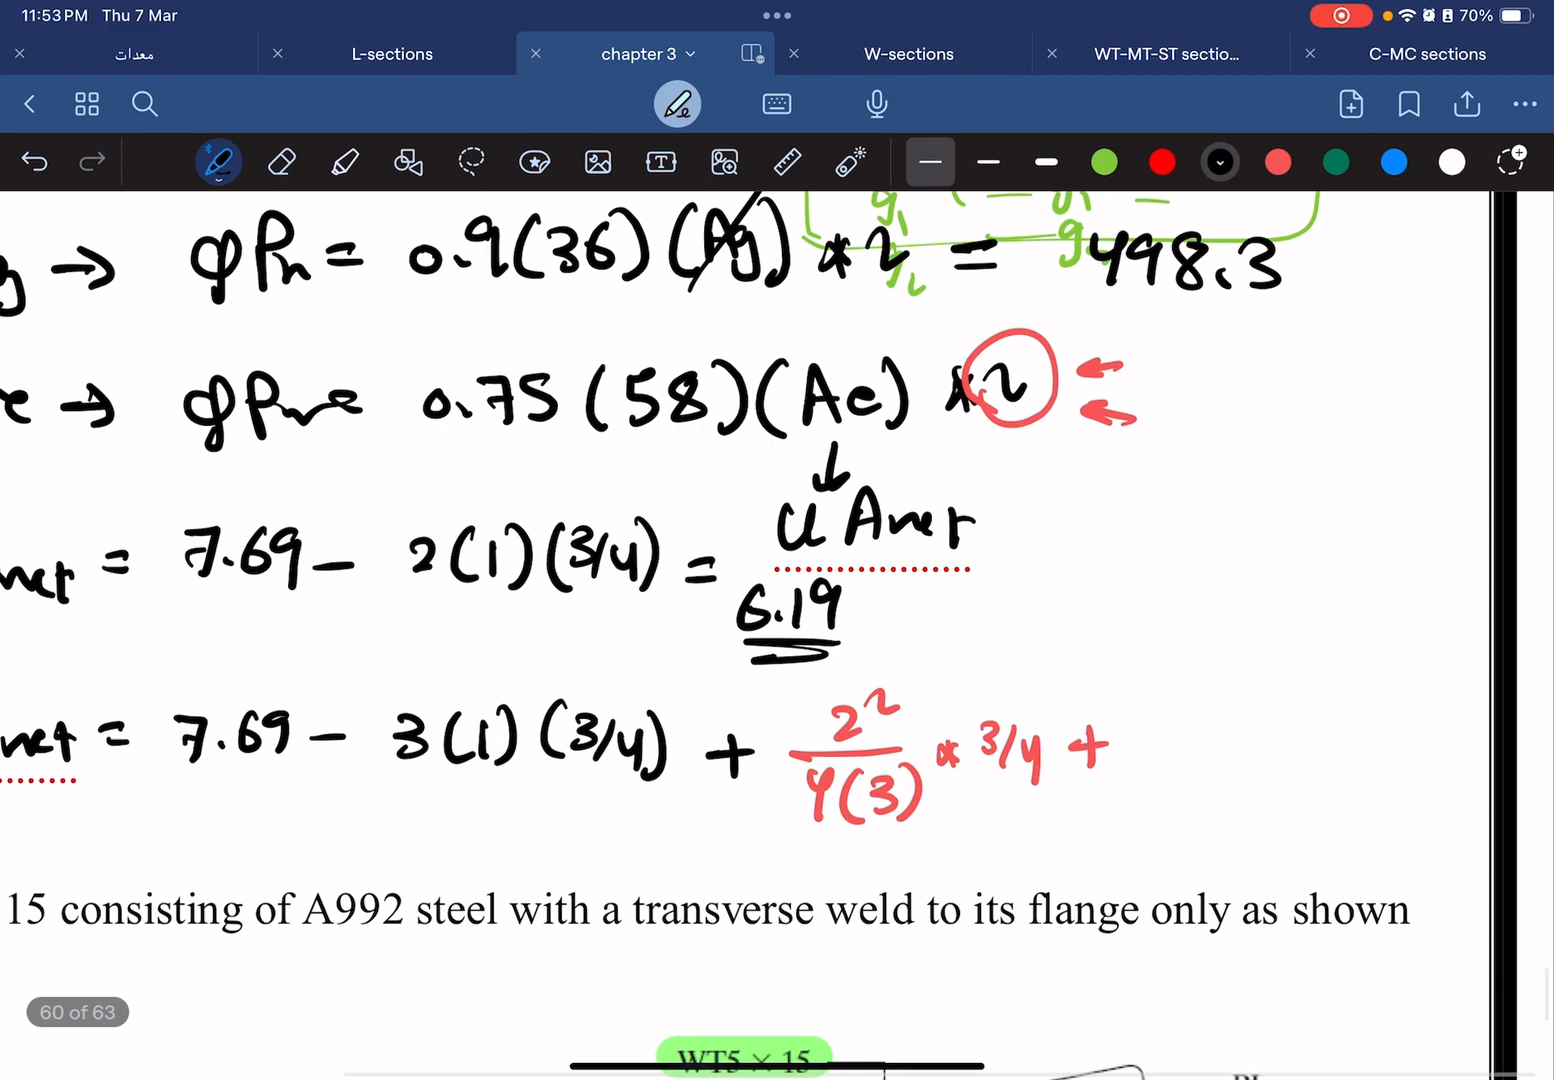 11:53 PM Thu 7 Mar
70%
معدات
L-sections
chapter 3
W-sections
WT-MT-ST sectio...
C-MC sections
g1
g2
y → φPn = 0.9(36)(Ag) * 2 = 498.3
e → φPn = 0.75(58)(Ae) * 2
↓
U Anet
net = 7.69 - 2(1)(3/4) =
6.19
net = 7.69 - 3(1)(3/4) + 2² / 4(3) * 3/4 +
15 consisting of A992 steel with a transverse weld to its flange only as shown
60 of 63
WT5 × 15